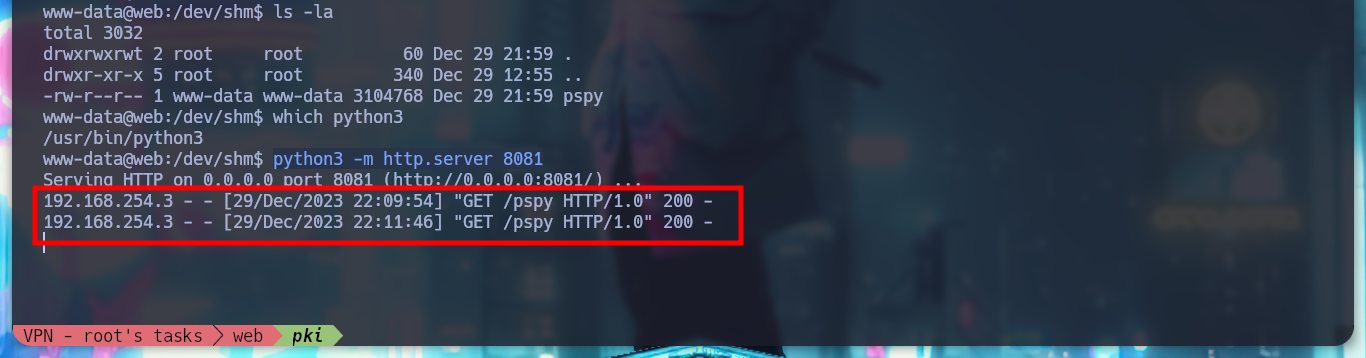 www-data@web:/dev/shm$ ls -la
total 3032
drwxrwxrwt 2 root     root          60 Dec 29 21:59 .
drwxr-xr-x 5 root     root         340 Dec 29 12:55 ..
-rw-r--r-- 1 www-data www-data 3104768 Dec 29 21:59 pspy
www-data@web:/dev/shm$ which python3
/usr/bin/python3
www-data@web:/dev/shm$ python3 -m http.server 8081
Serving HTTP on 0.0.0.0 port 8081 (http://0.0.0.0:8081/) ...
192.168.254.3 - - [29/Dec/2023 22:09:54] "GET /pspy HTTP/1.0" 200 -
192.168.254.3 - - [29/Dec/2023 22:11:46] "GET /pspy HTTP/1.0" 200 -
VPN - root's tasks web pki